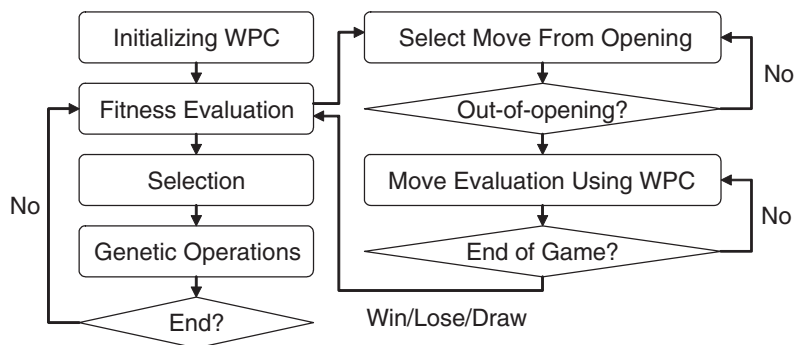 Initializing WPC
Fitness Evaluation
Selection
Genetic Operations
End?
No
Select Move From Opening
Out-of-opening?
No
Move Evaluation Using WPC
End of Game?
No
Win/Lose/Draw